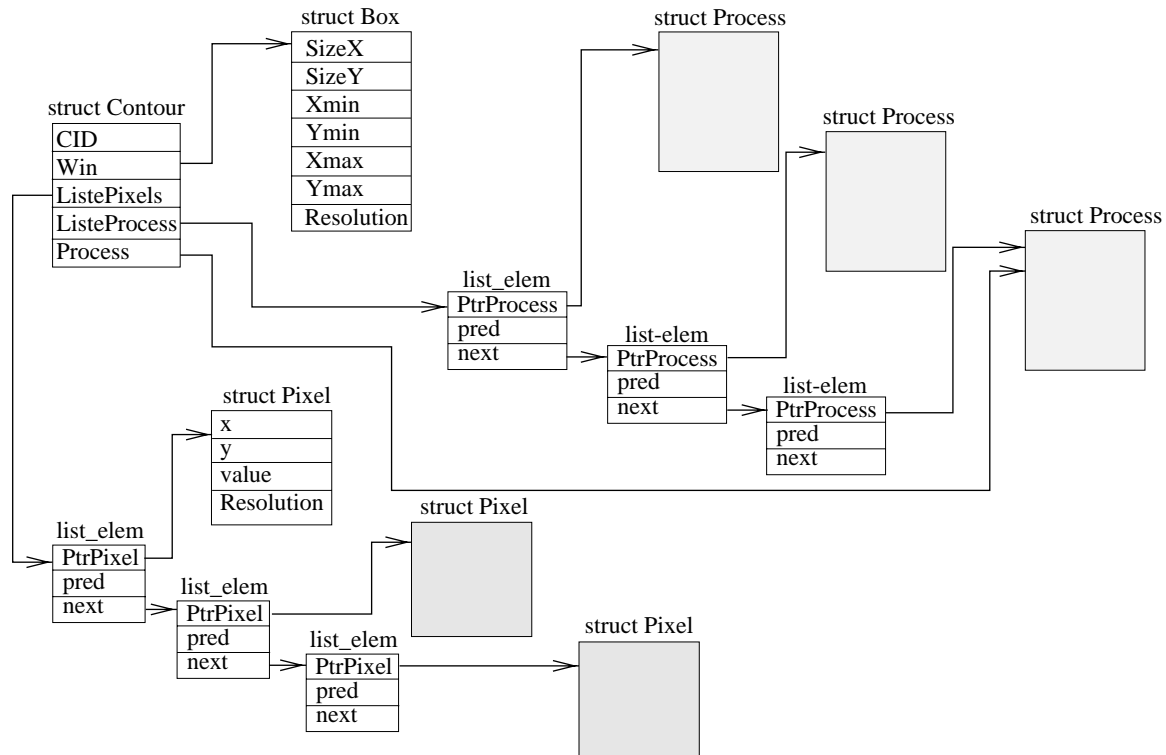 struct Box
SizeX
SizeY
Xmin
Ymin
Xmax
Ymax
Resolution
struct Contour
CID
Win
ListePixels
ListeProcess
Process
struct Process
struct Process
struct Process
list_elem
PtrProcess
pred
next
list-elem
PtrProcess
pred
next
list-elem
PtrProcess
pred
next
struct Pixel
x
y
value
Resolution
list_elem
PtrPixel
pred
next
struct Pixel
list_elem
PtrPixel
pred
next
struct Pixel
list_elem
PtrPixel
pred
next